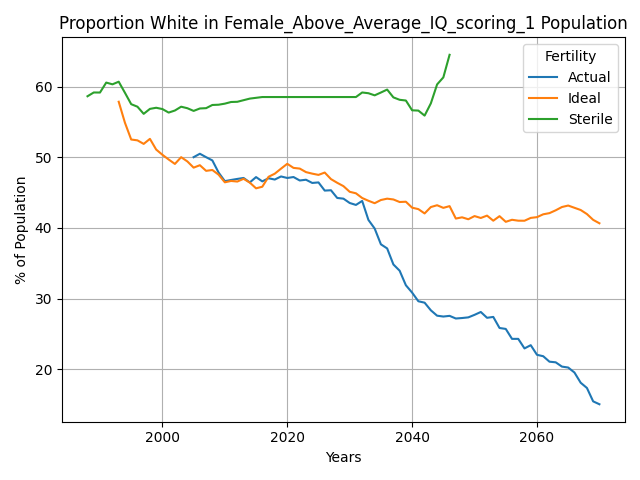 Proportion White in Female_Above_Average_IQ_scoring_1 Population
Fertility
Actual
Ideal
Sterile
% of Population
60
50
40
30
20
2000 2020 2040 2060
Years